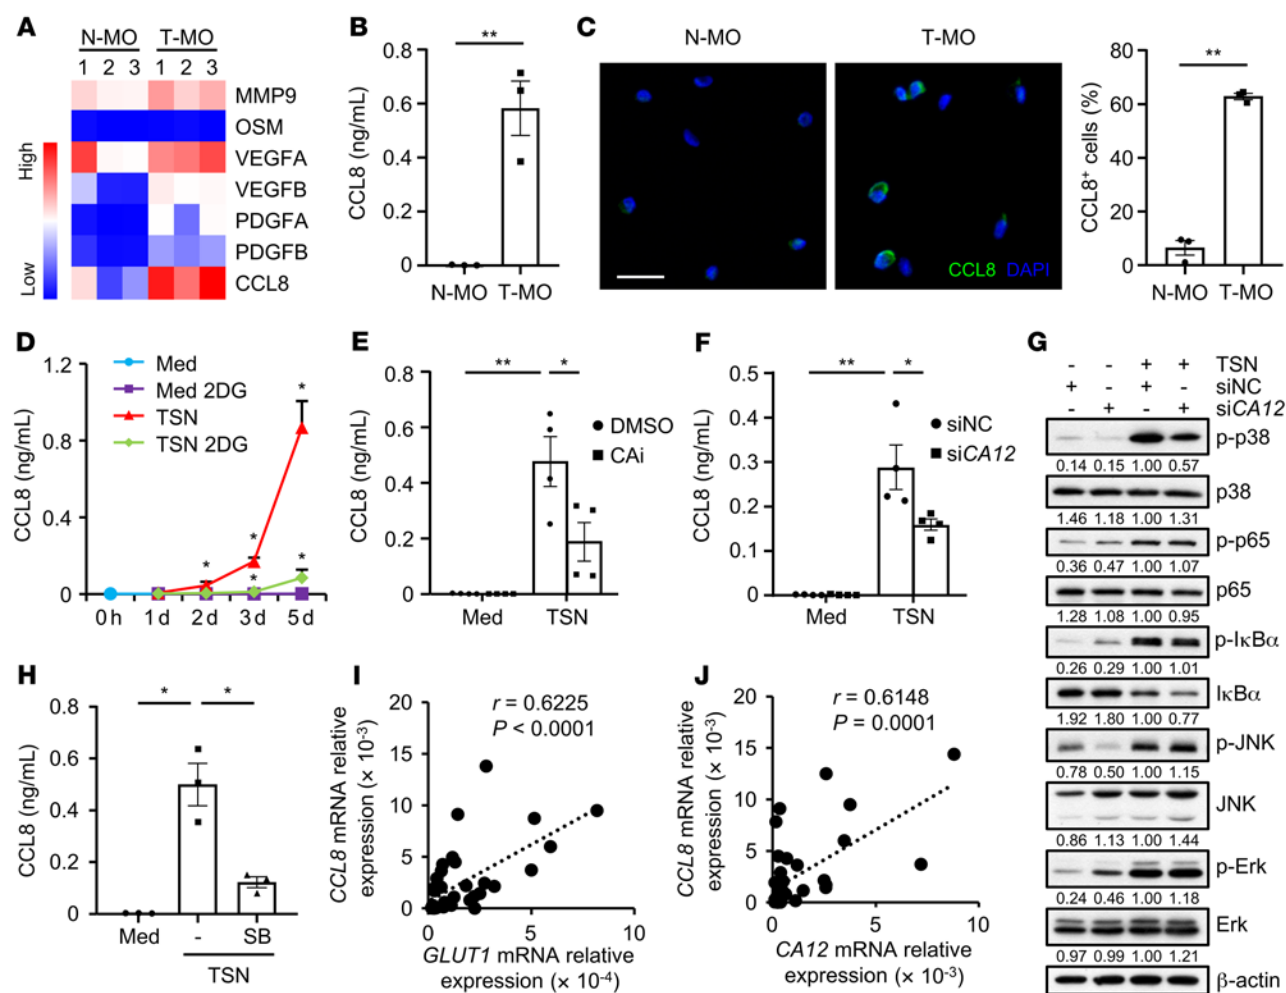 A
N-MO T-MO
1 2 3 1 2 3
MMP9
OSM
VEGFA
VEGFB
PDGFA
PDGFB
CCL8
High
Low
B
CCL8 (ng/mL)
0.8
0.6
0.4
0.2
0
**
N-MO T-MO
C
N-MO T-MO
CCL8 DAPI
CCL8+ cells (%)
80
60
40
20
0
**
N-MO T-MO
D
Med
Med 2DG
TSN
TSN 2DG
CCL8 (ng/mL)
1.2
0.8
0.4
0
* * * * *
0 h 1 d 2 d 3 d 5 d
E
CCL8 (ng/mL)
0.8
0.6
0.4
0.2
0
** *
DMSO
CAi
Med TSN
F
CCL8 (ng/mL)
0.5
0.4
0.3
0.2
0.1
0
** *
siNC
siCA12
Med TSN
G
- - + + TSN
+ - + - siNC
- + - + siCA12
p-p38
0.14 0.15 1.00 0.57
p38
1.46 1.18 1.00 1.31
p-p65
0.36 0.47 1.00 1.07
p65
1.28 1.08 1.00 0.95
p-IκBα
0.26 0.29 1.00 1.01
IκBα
1.92 1.80 1.00 0.77
p-JNK
0.78 0.50 1.00 1.15
JNK
0.86 1.13 1.00 1.44
p-Erk
0.24 0.46 1.00 1.18
Erk
0.97 0.99 1.00 1.21
β-actin
H
CCL8 (ng/mL)
0.8
0.6
0.4
0.2
0
* *
Med - SB
TSN
I
CCL8 mRNA relative
expression (× 10-3)
20
15
10
5
0
r = 0.6225
P < 0.0001
0 5 10
GLUT1 mRNA relative
expression (× 10-4)
J
CCL8 mRNA relative
expression (× 10-3)
20
15
10
5
0
r = 0.6148
P = 0.0001
0 5 10
CA12 mRNA relative
expression (× 10-3)